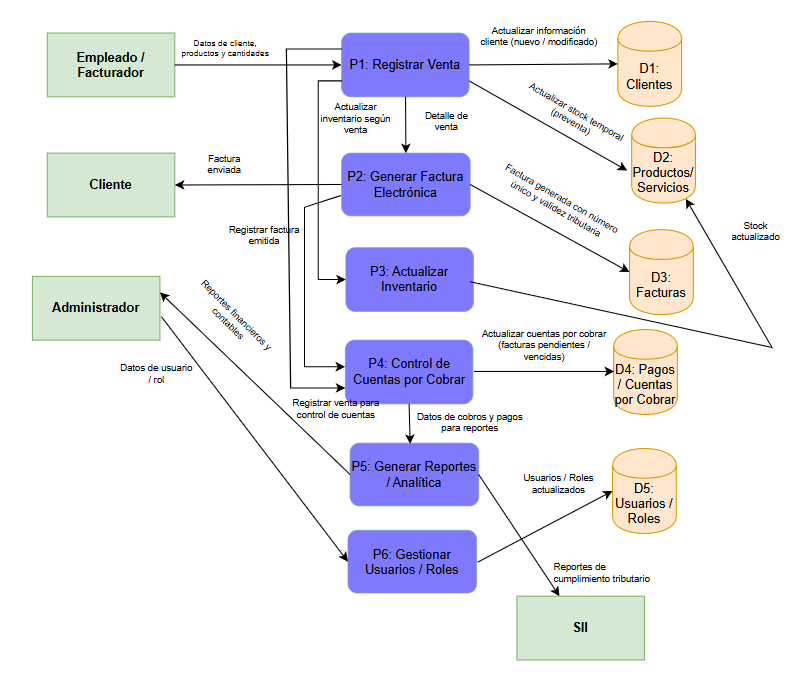 Empleado /
Facturador
Datos de cliente,
productos y cantidades
P1: Registrar Venta
Actualizar información
cliente (nuevo / modificado)
D1:
Clientes
Actualizar
inventario según
venta
Detalle de
venta
Actualizar stock temporal
(preventa)
D2:
Productos/
Servicios
Cliente
Factura
enviada
P2: Generar Factura
Electrónica
Factura generada con número
único y validez tributaria
Stock
actualizado
Registrar factura
emitida
P3: Actualizar
Inventario
D3:
Facturas
Administrador
Reportes financieros y
contables
Datos de usuario
/ rol
P4: Control de
Cuentas por Cobrar
Actualizar cuentas por cobrar
(facturas pendientes /
vencidas)
D4: Pagos
/ Cuentas
por Cobrar
Registrar venta para
control de cuentas
Datos de cobros y pagos
para reportes
P5: Generar Reportes
/ Analítica
Usuarios / Roles
actualizados
D5:
Usuarios /
Roles
P6: Gestionar
Usuarios / Roles
Reportes de
cumplimiento tributario
SII